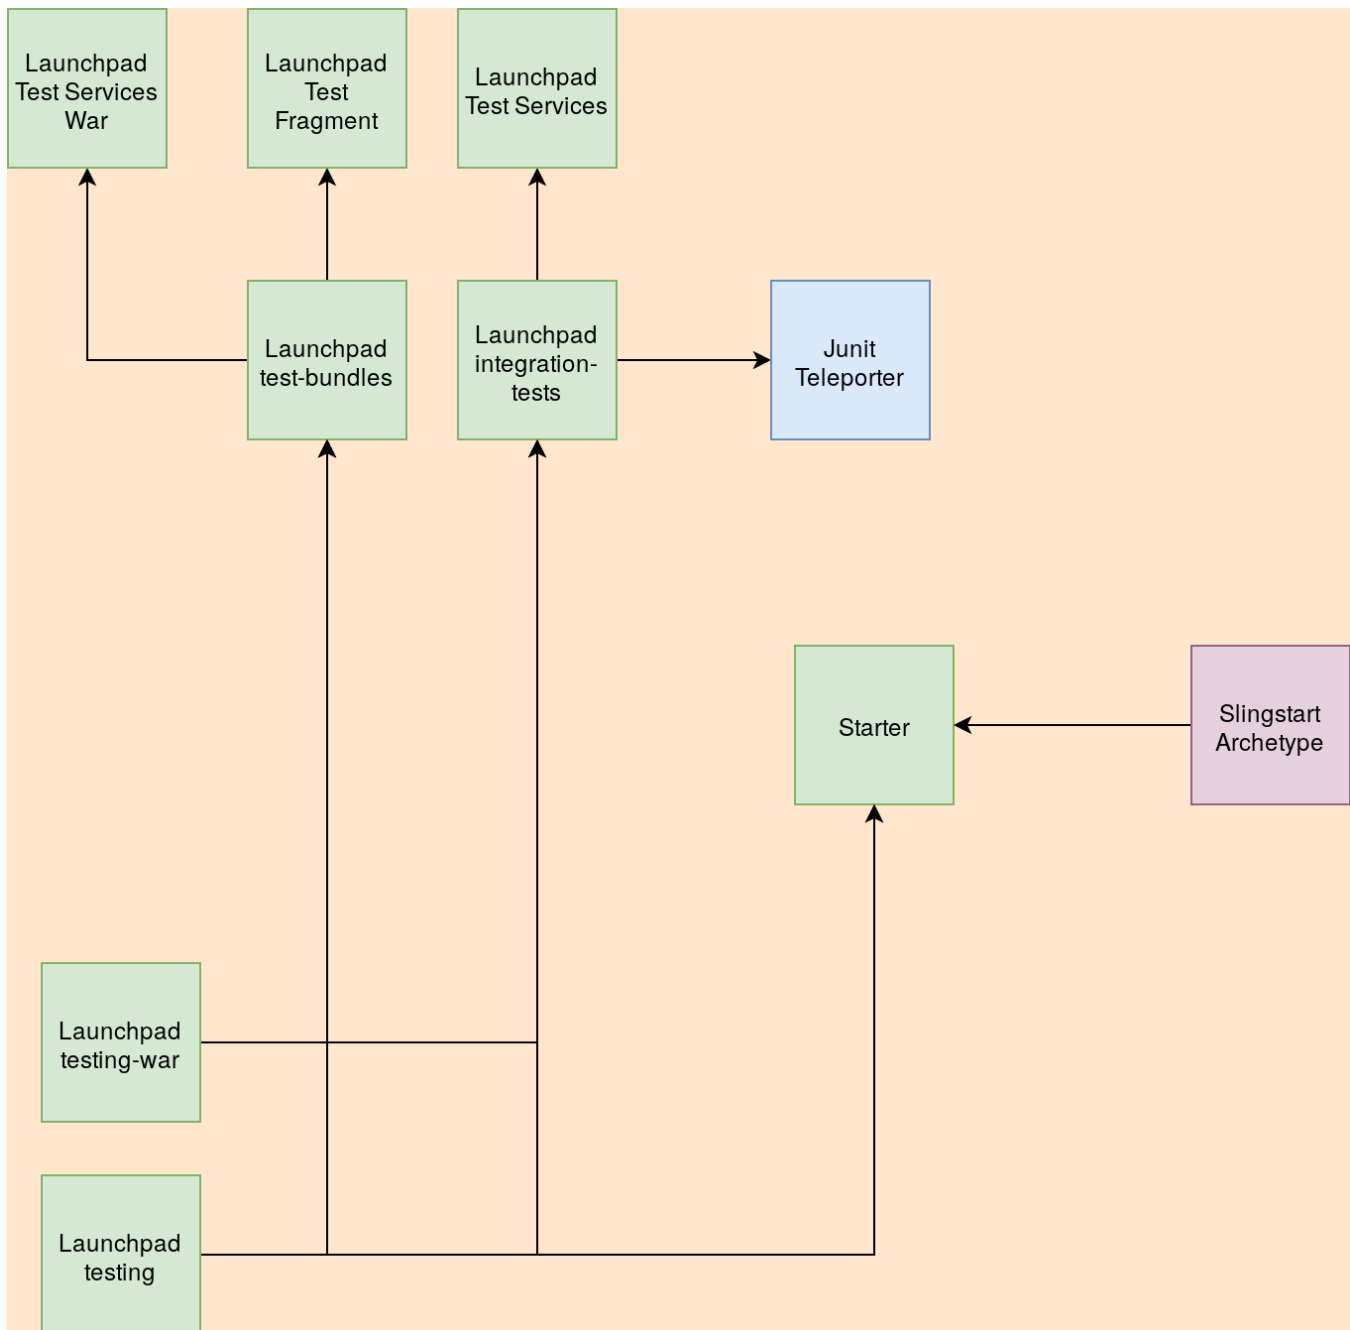 Launchpad
Test Services
War
Launchpad
Test
Fragment
Launchpad
Test Services
Launchpad
test-bundles
Launchpad
integration-
tests
Junit
Teleporter
Starter
Slingstart
Archetype
Launchpad
testing-war
Launchpad
testing